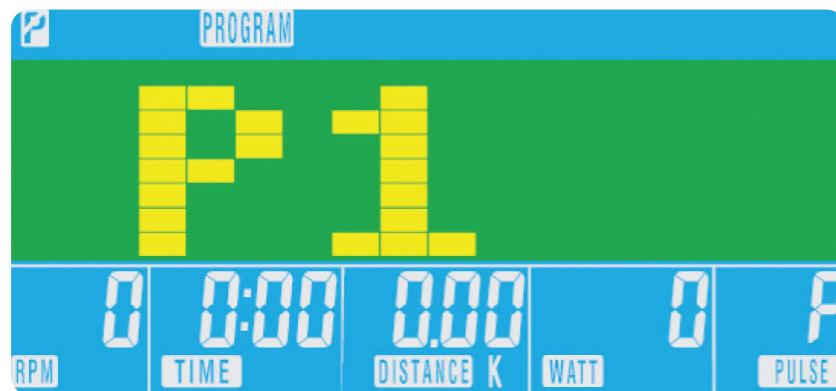 P PROGRAM
P1
0 0:00 0.00 0 P
RPM TIME DISTANCE K WATT PULSE